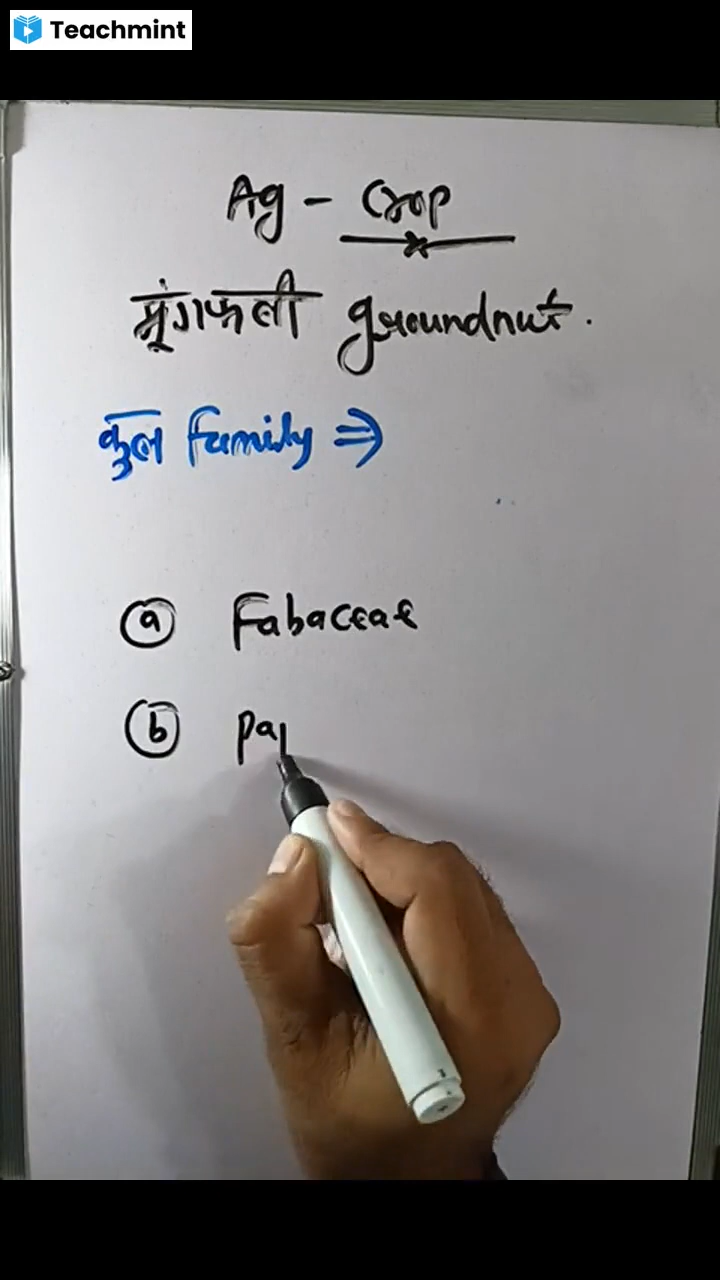 Teachmint
Ag - Crop
मूंगफली groundnut.
कुल family ⇒
(a) Fabaceae
(b) pa